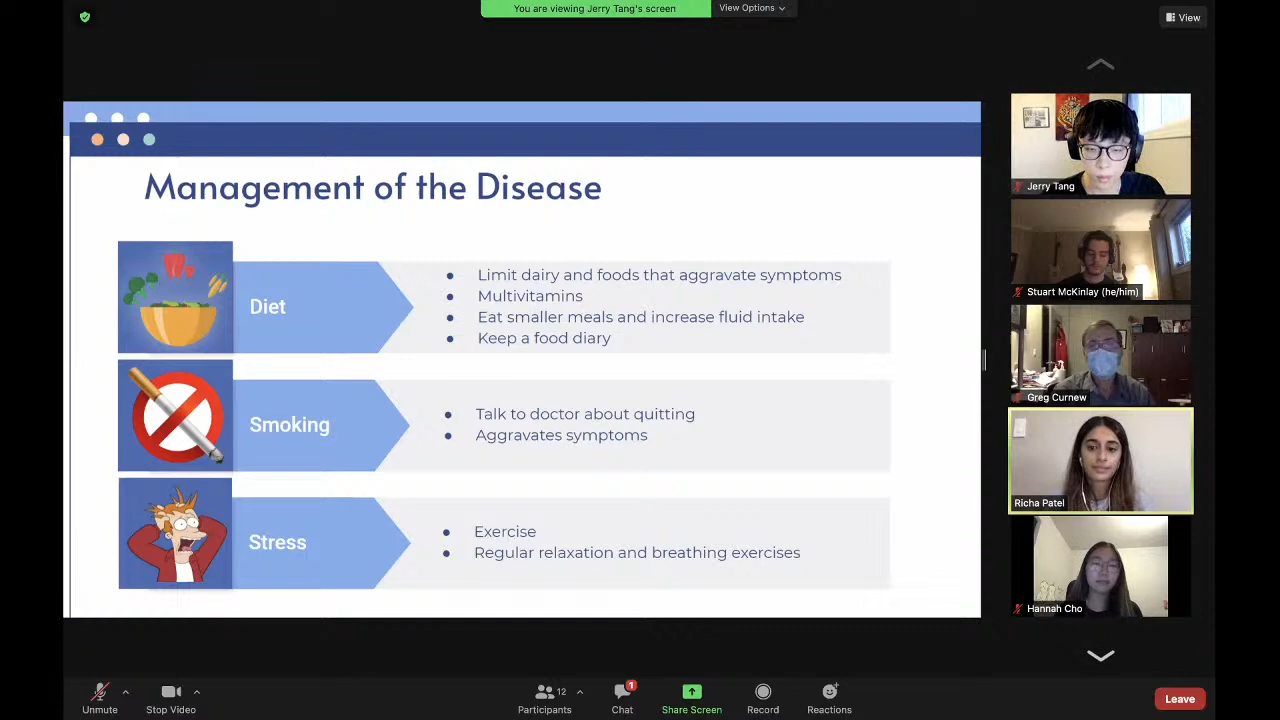 You are viewing Jerry Tang's screen
View Options
View
Management of the Disease
Diet
Limit dairy and foods that aggravate symptoms
Multivitamins
Eat smaller meals and increase fluid intake
Keep a food diary
Smoking
Talk to doctor about quitting
Aggravates symptoms
Stress
Exercise
Regular relaxation and breathing exercises
Jerry Tang
Stuart McKinlay (he/him)
Greg Curnew
Richa Patel
Hannah Cho
Unmute
Stop Video
12
Participants
1
Chat
Share Screen
Record
Reactions
Leave